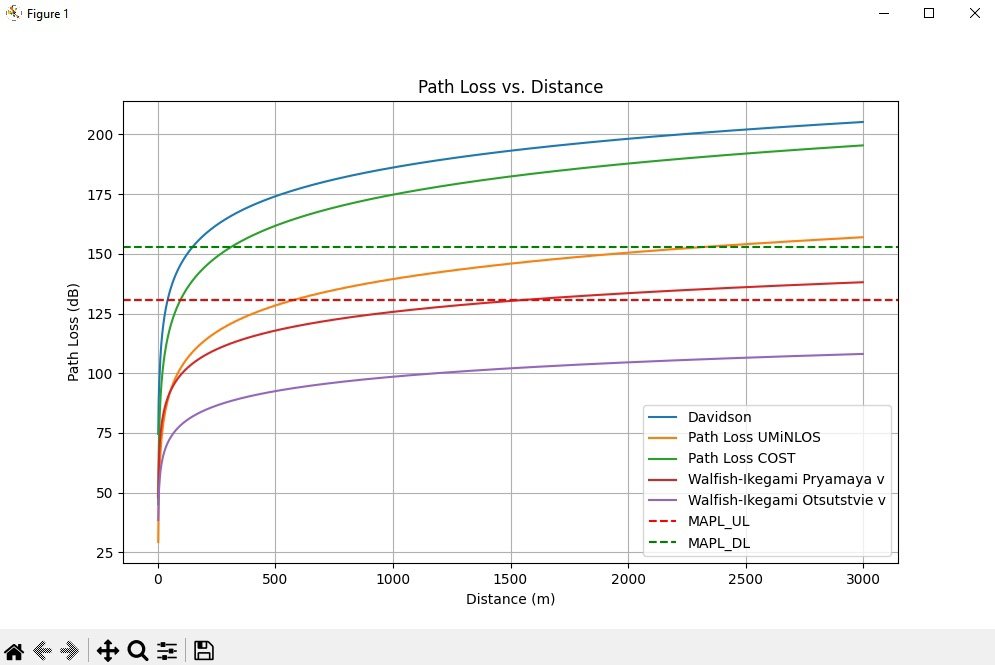 Figure 1
Path Loss vs. Distance
Path Loss (dB)
200
175
150
125
100
75
50
25
0
500
1000
1500
2000
2500
3000
Distance (m)
Davidson
Path Loss UMiNLOS
Path Loss COST
Walfish-Ikegami Pryamaya v
Walfish-Ikegami Otsutstvie v
MAPL_UL
MAPL_DL